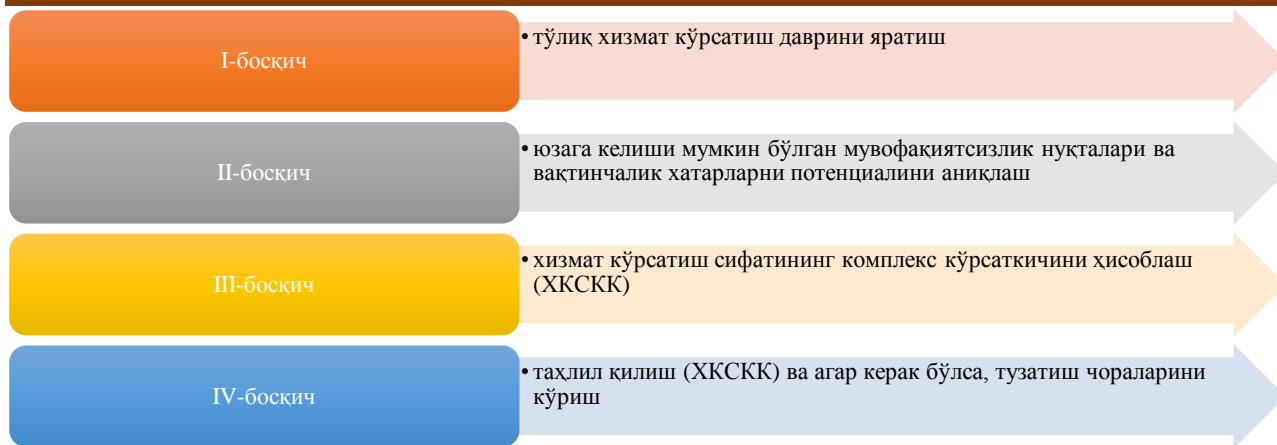 I-босқич
• тўлиқ хизмат кўрсатиш даврини яратиш
II-босқич
• юзага келиши мумкин бўлган мувофақиятсизлик нуқталари ва
вақтинчалик хатарларни потенциалини аниқлаш
III-босқич
• хизмат кўрсатиш сифатининг комплекс кўрсаткичини ҳисоблаш
(ХКСКК)
IV-босқич
• таҳлил қилиш (ХКСКК) ва агар керак бўлса, тузатиш чораларини
кўриш